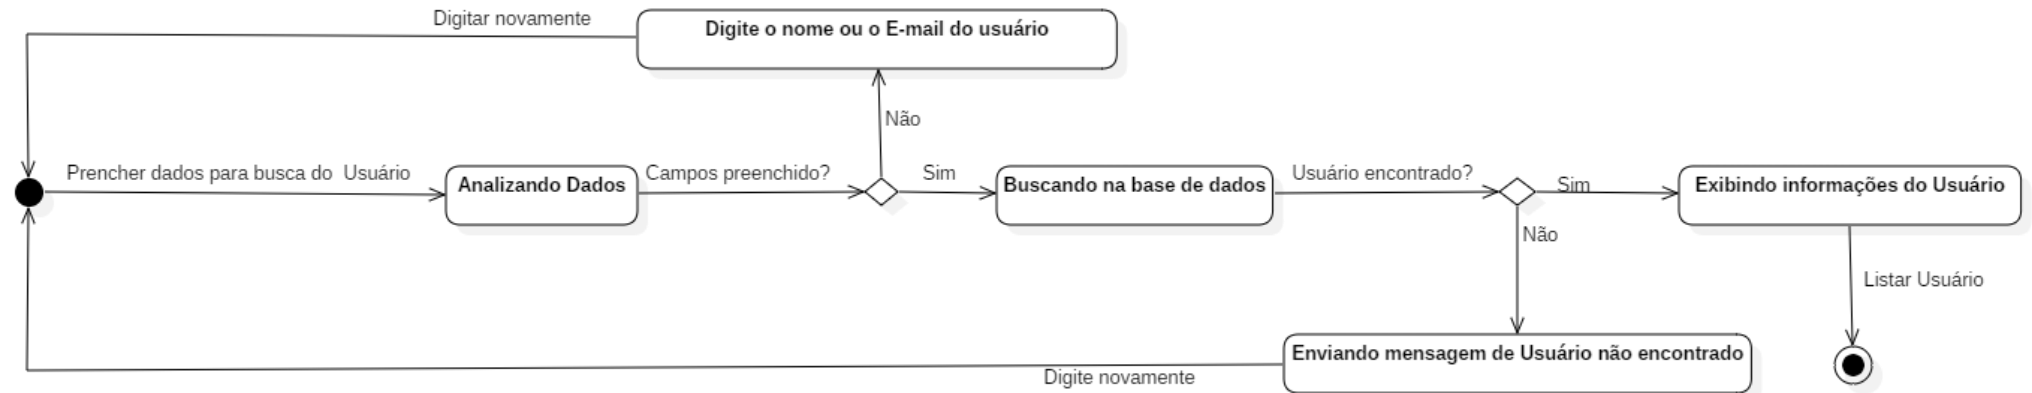 Digitar novamente
Digite o nome ou o E-mail do usuário
Não
Prencher dados para busca do  Usuário
Analizando Dados
Campos preenchido?
Sim
Buscando na base de dados
Usuário encontrado?
Sim
Exibindo informações do Usuário
Não
Listar Usuário
Enviando mensagem de Usuário não encontrado
Digite novamente